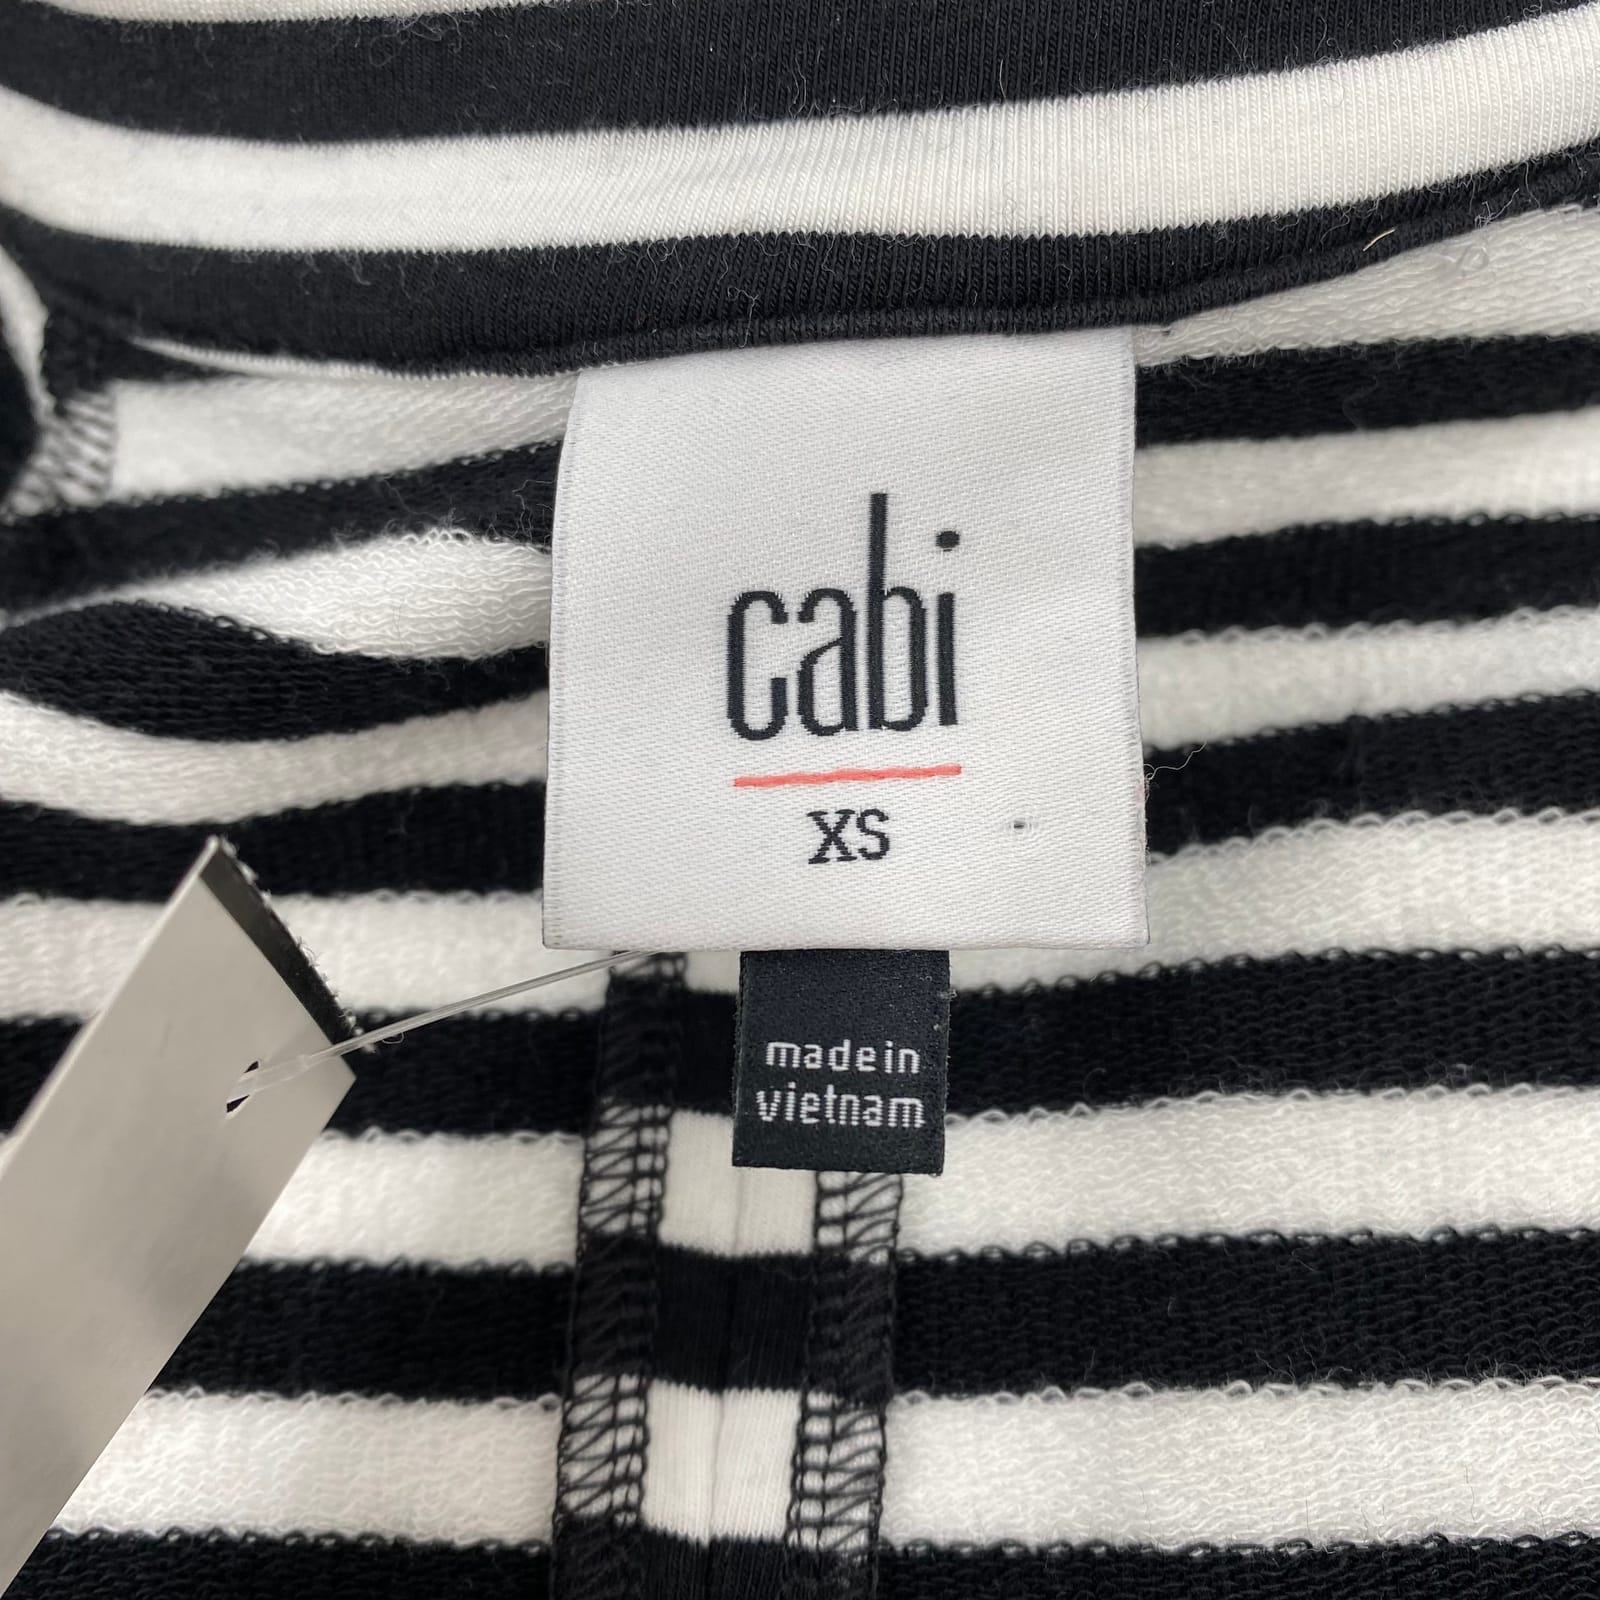 cabi
XS
made in
vietnam